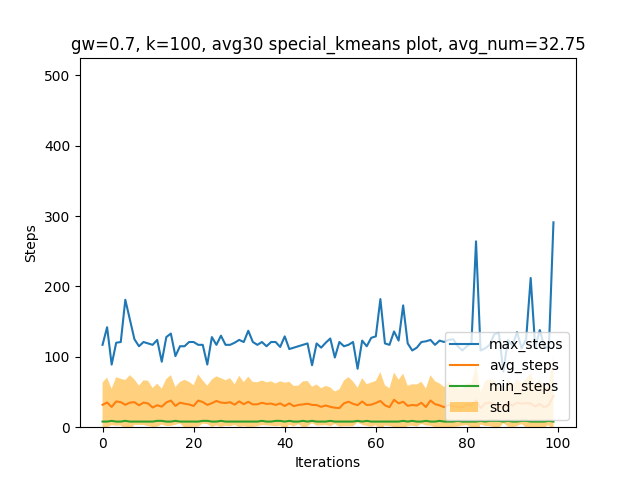 gw=0.7, k=100, avg30 special_kmeans plot, avg_num=32.75
500
400
300
200
100
0
Steps
max_steps
avg_steps
min_steps
std
0 20 40 60 80 100
Iterations